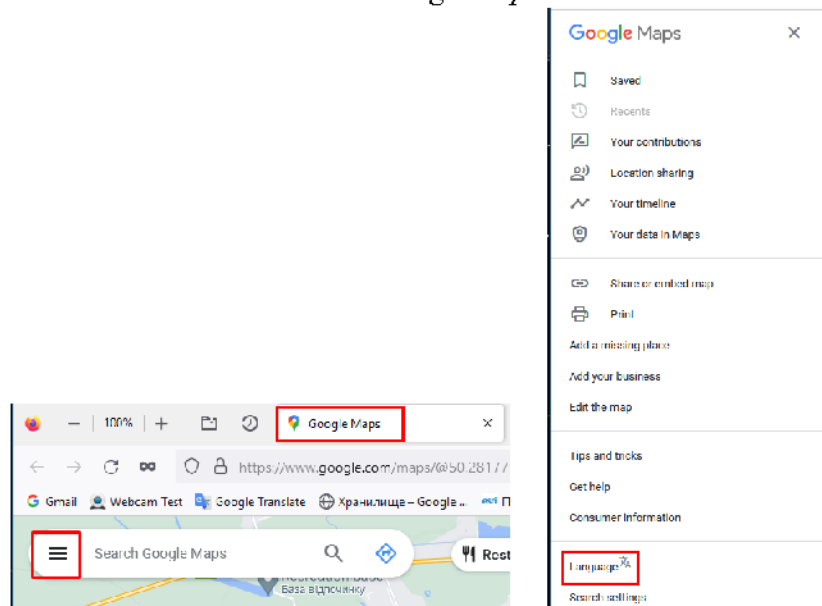 Google Maps
Saved
Recents
Your contributions
Location sharing
Your timeline
Your data in Maps
Share or embed map
Print
Add a missing place
Add your business
Edit the map
Tips and tricks
Get help
Consumer information
Language
Search settings
100%
Google Maps
https://www.google.com/maps/@50.28177
Gmail Webcam Test Google Translate Хранилище – Google ... esri П
Search Google Maps
Rest
База відпочинку